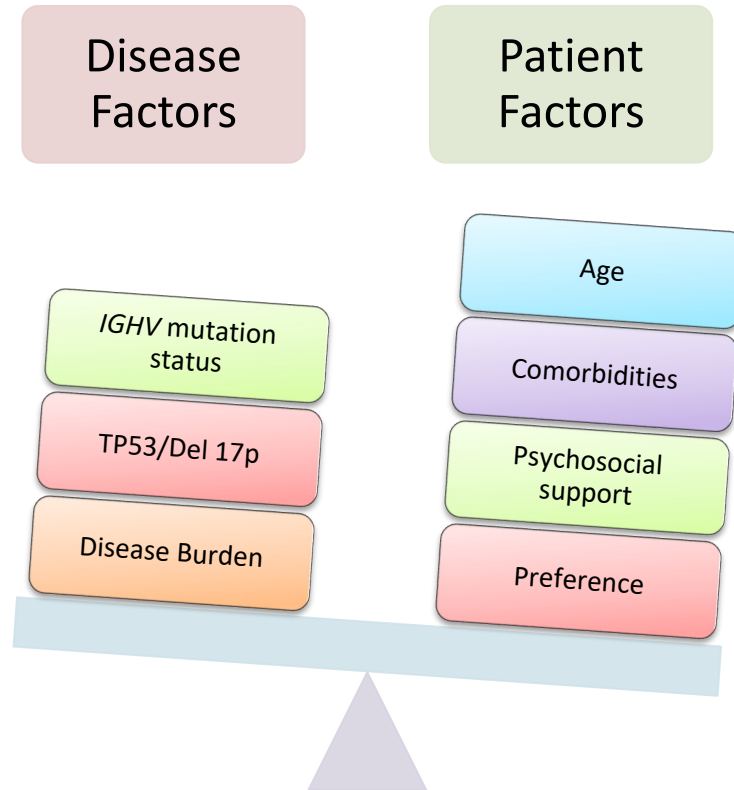 Disease
Factors
Patient
Factors
IGHV mutation
status
TP53/Del 17p
Disease Burden
Age
Comorbidities
Psychosocial
support
Preference